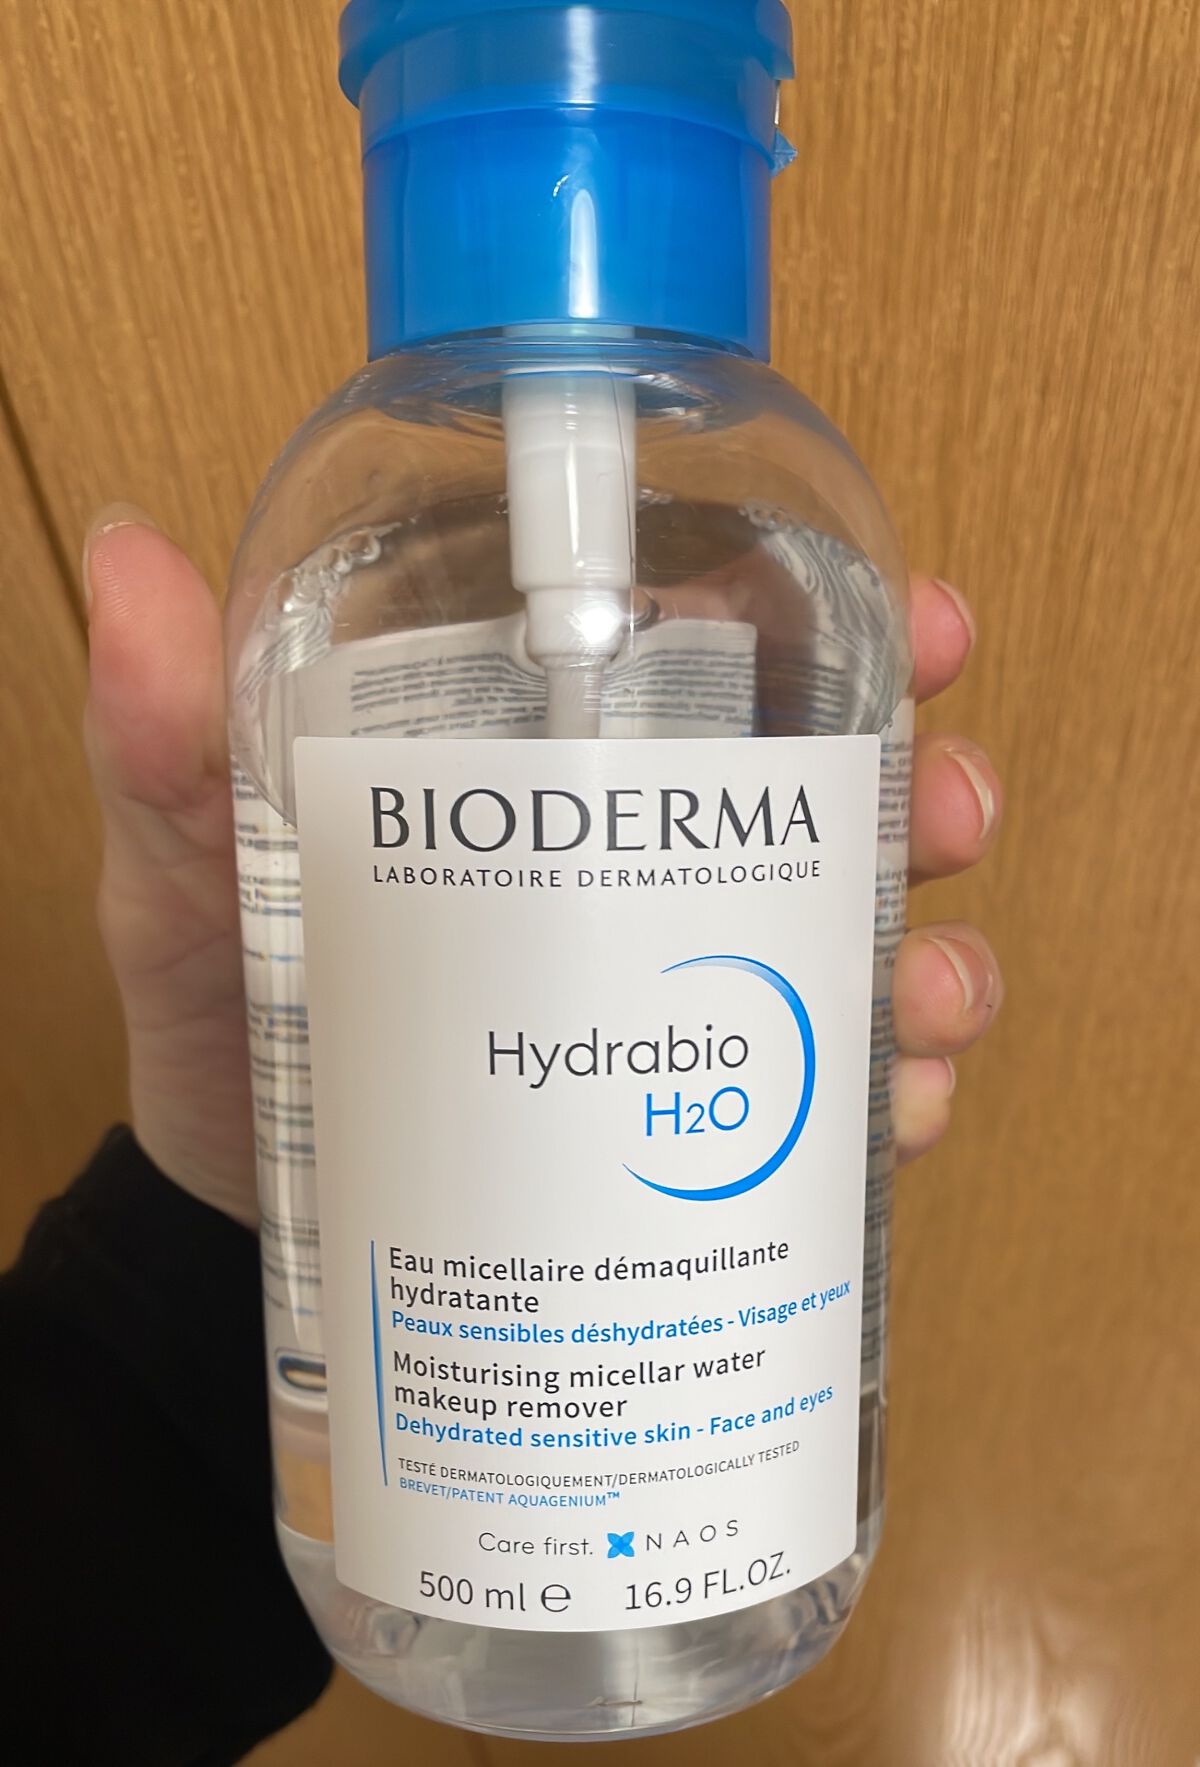 BIODERMA
LABORATOIRE DERMATOLOGIQUE
Hydrabio
H2O
Eau micellaire démaquillante
hydratante
Peaux sensibles déshydratées - Visage et yeux
Moisturising micellar water
makeup remover
Dehydrated sensitive skin - Face and eyes
TESTÉ DERMATOLOGIQUEMENT/DERMATOLOGICALLY TESTED
BREVET/PATENT AQUAGENIUM™
Care first. NAOS
500 ml ℮ 16.9 FL.OZ.